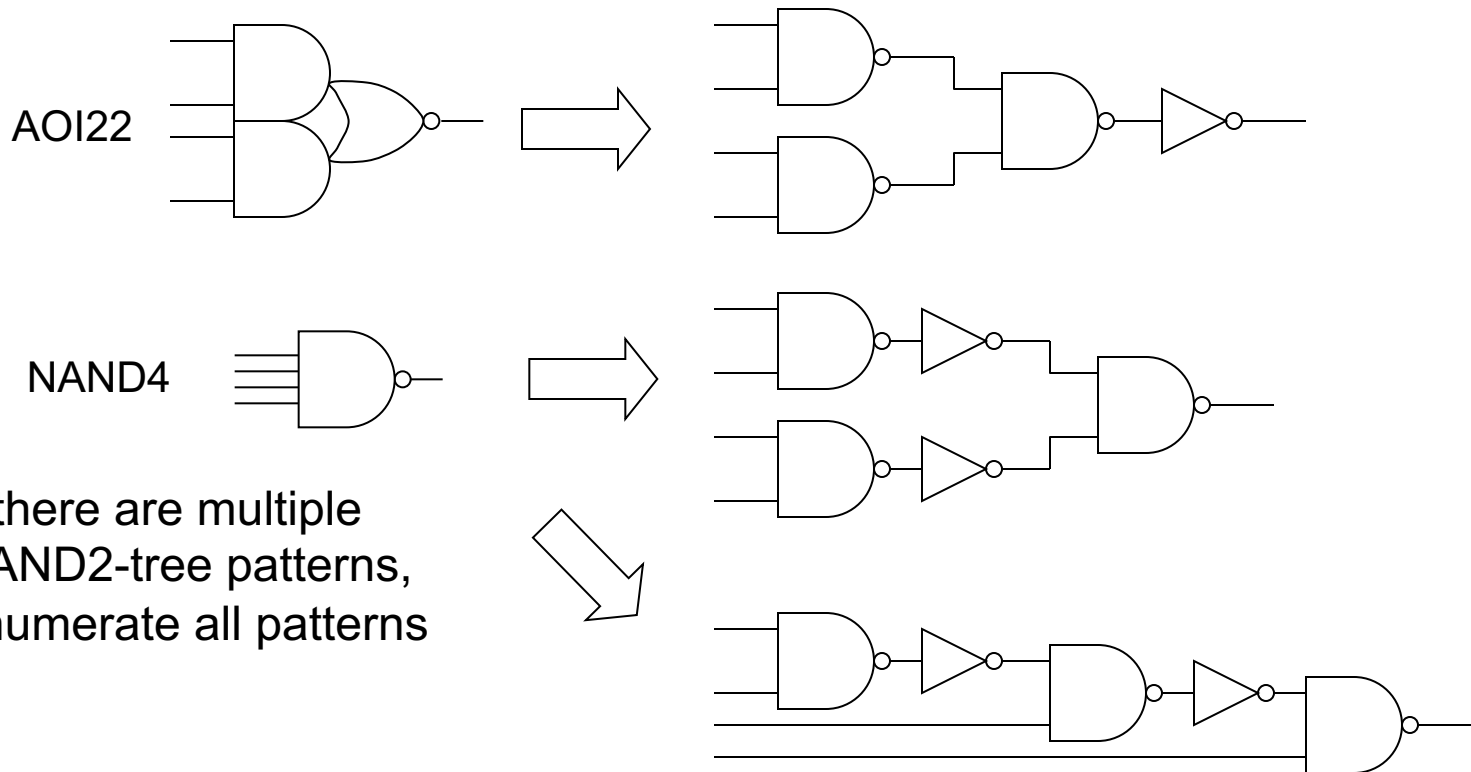 AOI22
NAND4
there are multiple
AND2-tree patterns,
numerate all patterns